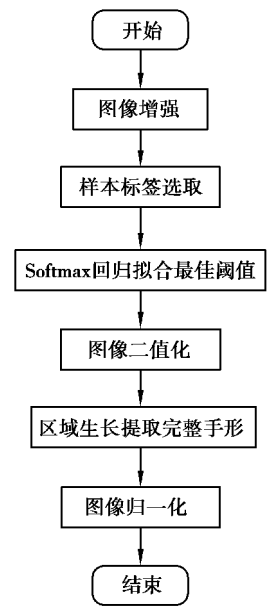 开始
图像增强
样本标签选取
Softmax回归拟合最佳阈值
图像二值化
区域生长提取完整手形
图像归一化
结束